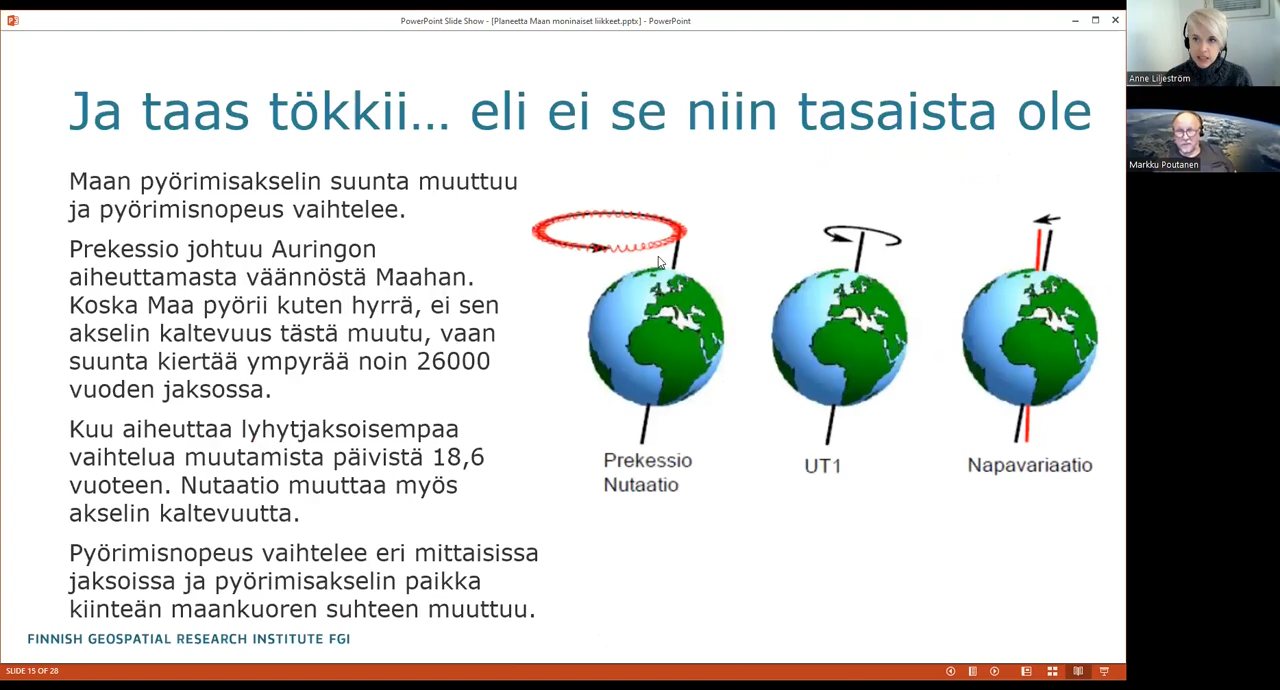 PowerPoint Slide Show - [Planeetta Maan moninaiset liikkeet.pptx] - PowerPoint
Ja taas tökkii... eli ei se niin tasaista ole
Maan pyörimisakselin suunta muuttuu
ja pyörimisnopeus vaihtelee.
Prekessio johtuu Auringon
aiheuttamasta väännöstä Maahan.
Koska Maa pyörii kuten hyrrä, ei sen
akselin kaltevuus tästä muutu, vaan
suunta kiertää ympyrää noin 26000
vuoden jaksossa.
Kuu aiheuttaa lyhytjaksoisempaa
vaihtelua muutamista päivistä 18,6
vuoteen. Nutaatio muuttaa myös
akselin kaltevuutta.
Pyörimisnopeus vaihtelee eri mittaisissa
jaksoissa ja pyörimisakselin paikka
kiinteän maankuoren suhteen muuttuu.
Prekessio
Nutaatio
UT1
Napavariaatio
FINNISH GEOSPATIAL RESEARCH INSTITUTE FGI
SLIDE 15 OF 28
Anne Liljeström
Markku Poutanen